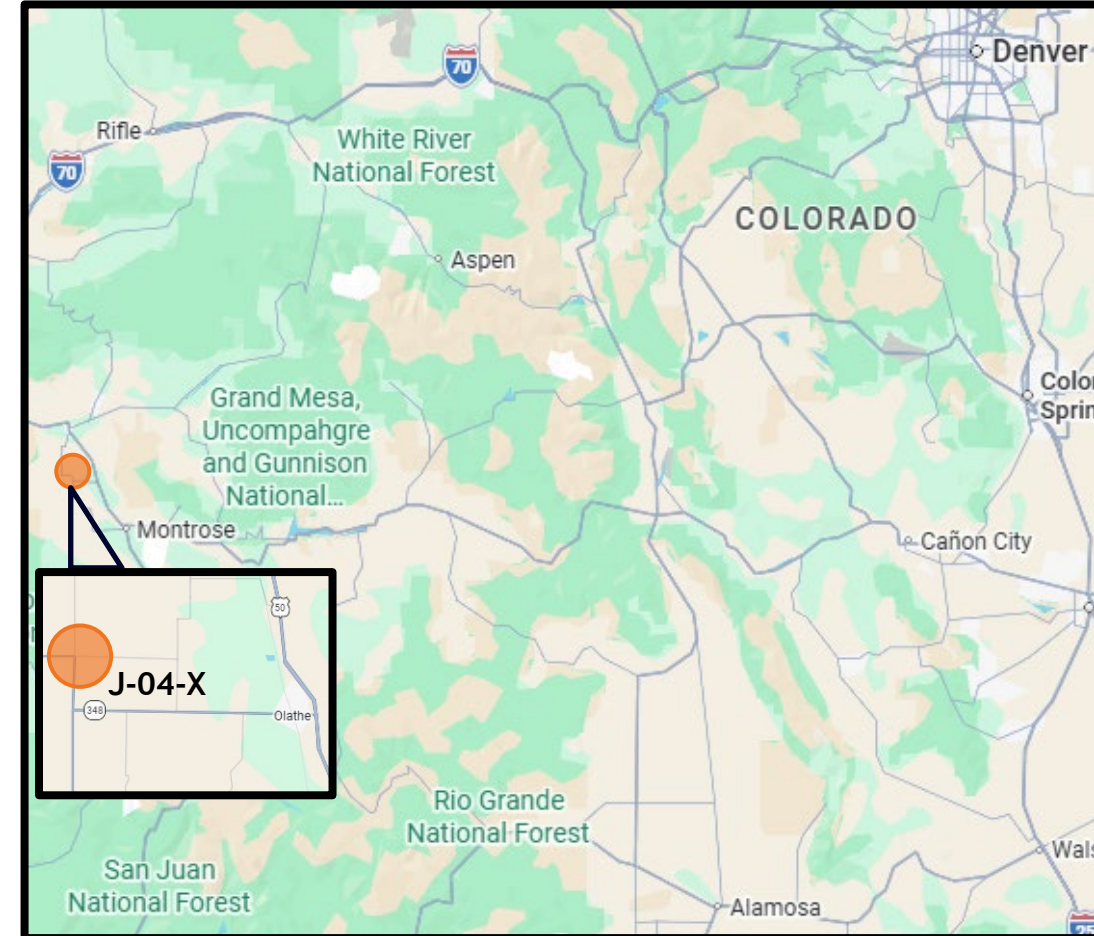 Denver
70
Rifle
White River
National Forest
70
COLORADO
Aspen
Colo
Sprin
Grand Mesa,
Uncompahgre
and Gunnison
National...
Montrose
Cañon City
50
J-04-X
348
Olathe
Rio Grande
National Forest
Wals
San Juan
National Forest
Alamosa
25